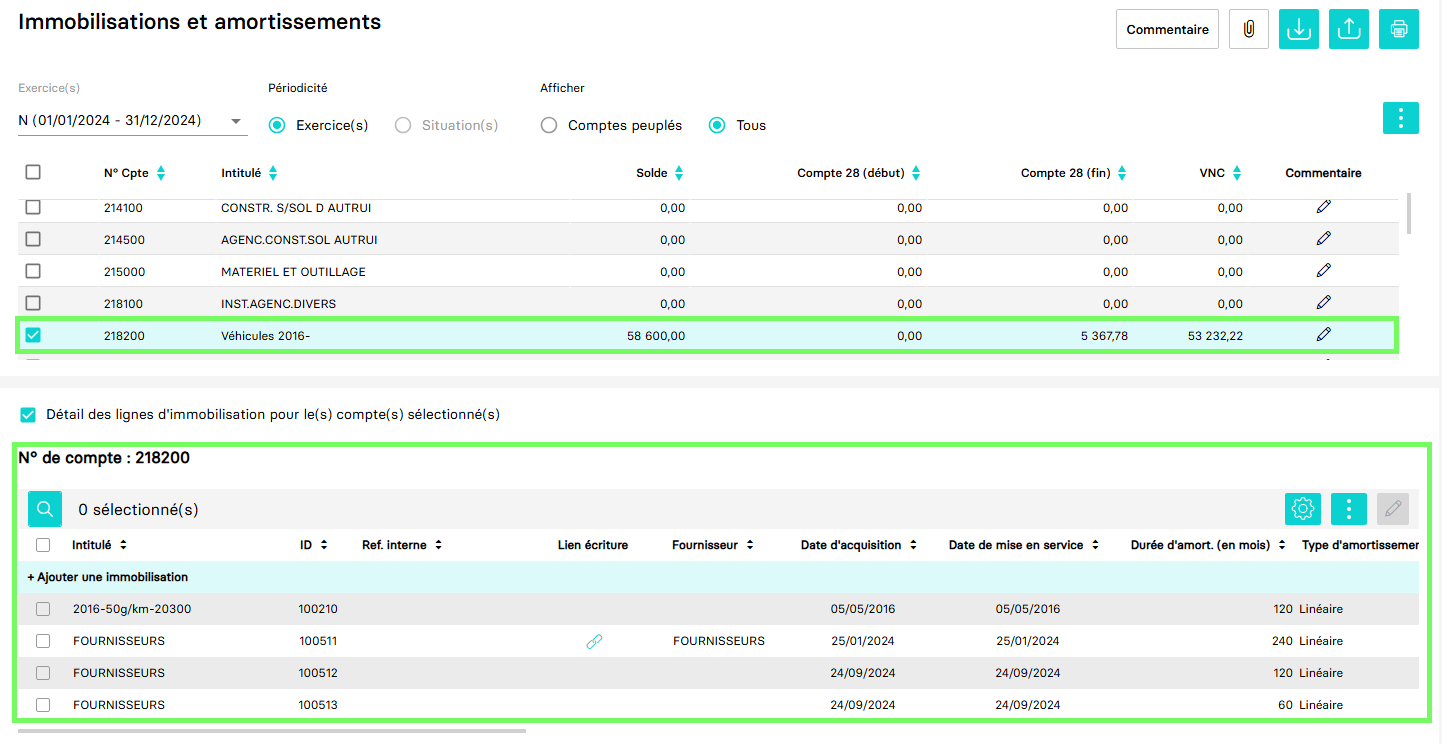 Immobilisations et amortissements
Commentaire
Exercice(s) Périodicité Afficher
N (01/01/2024 - 31/12/2024) Exercice(s) Situation(s) Comptes peuplés Tous
N° Cpte Intitulé Solde Compte 28 (début) Compte 28 (fin) VNC Commentaire
214100 CONSTR. S/SOL D AUTRUI 0,00 0,00 0,00 0,00
214500 AGENC.CONST.SOL AUTRUI 0,00 0,00 0,00 0,00
215000 MATERIEL ET OUTILLAGE 0,00 0,00 0,00 0,00
218100 INST.AGENC.DIVERS 0,00 0,00 0,00 0,00
218200 Véhicules 2016- 58 600,00 0,00 5 367,78 53 232,22
Détail des lignes d'immobilisation pour le(s) compte(s) sélectionné(s)
N° de compte : 218200
0 sélectionné(s)
Intitulé ID Ref. interne Lien écriture Fournisseur Date d'acquisition Date de mise en service Durée d'amort. (en mois) Type d'amortissemer
+ Ajouter une immobilisation
2016-50g/km-20300 100210 05/05/2016 05/05/2016 120 Linéaire
FOURNISSEURS 100511 FOURNISSEURS 25/01/2024 25/01/2024 240 Linéaire
FOURNISSEURS 100512 24/09/2024 24/09/2024 120 Linéaire
FOURNISSEURS 100513 24/09/2024 24/09/2024 60 Linéaire